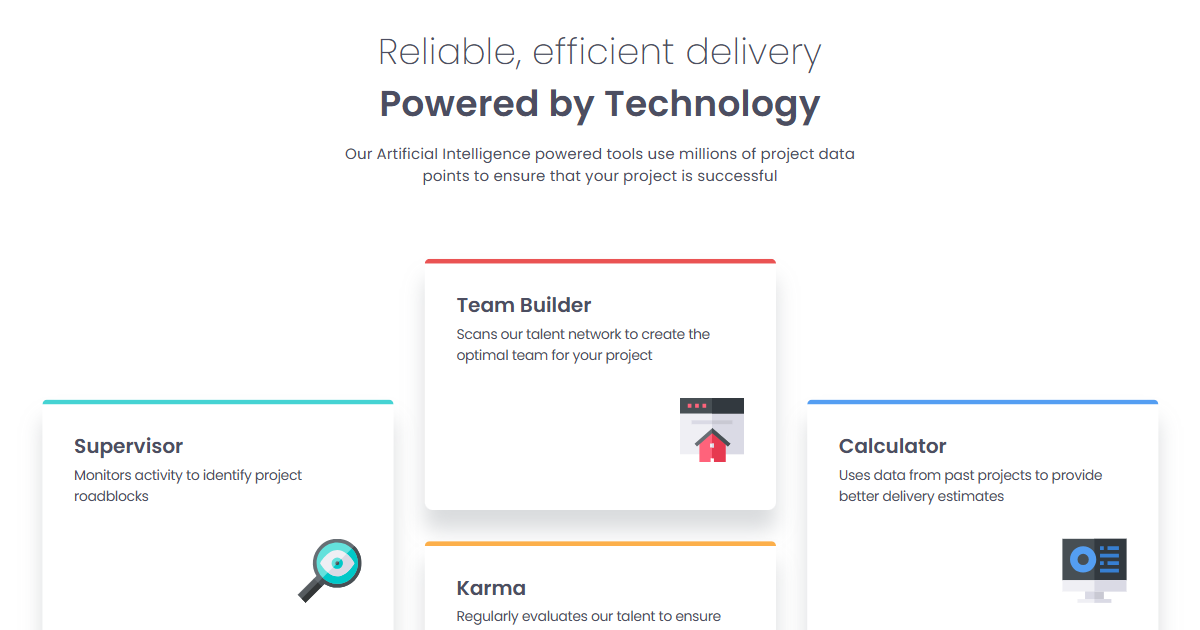 Reliable, efficient delivery
Powered by Technology
Our Artificial Intelligence powered tools use millions of project data
points to ensure that your project is successful
Team Builder
Scans our talent network to create the
optimal team for your project
Supervisor
Monitors activity to identify project
roadblocks
Calculator
Uses data from past projects to provide
better delivery estimates
Karma
Regularly evaluates our talent to ensure